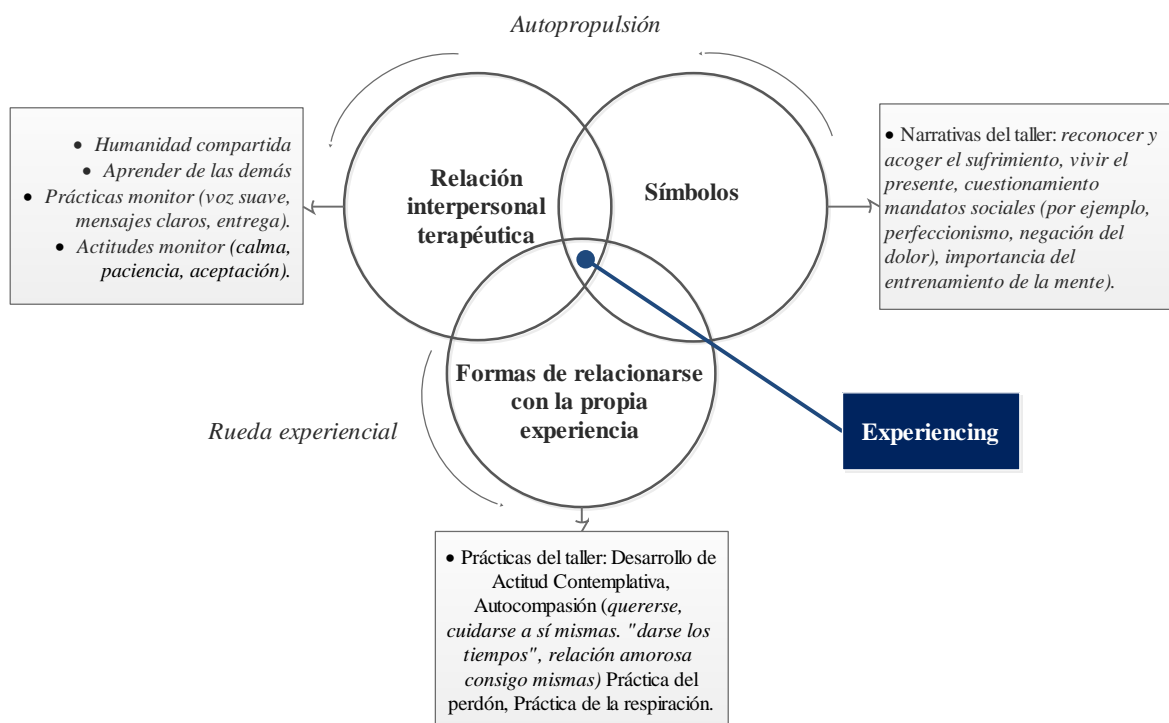 Autopropulsión
• Humanidad compartida
• Aprender de las demás
• Prácticas monitor (voz suave,
mensajes claros, entrega).
• Actitudes monitor (calma,
paciencia, aceptación).
Relación
interpersonal
terapéutica
Símbolos
• Narrativas del taller: reconocer y
acoger el sufrimiento, vivir el
presente, cuestionamiento
mandatos sociales (por ejemplo,
perfeccionismo, negación del
dolor), importancia del
entrenamiento de la mente).
Formas de relacionarse
con la propia
experiencia
Rueda experiencial
Experiencing
• Prácticas del taller: Desarrollo de
Actitud Contemplativa,
Autocompasión (quererse,
cuidarse a sí mismas. "darse los
tiempos", relación amorosa
consigo mismas) Práctica del
perdón, Práctica de la respiración.